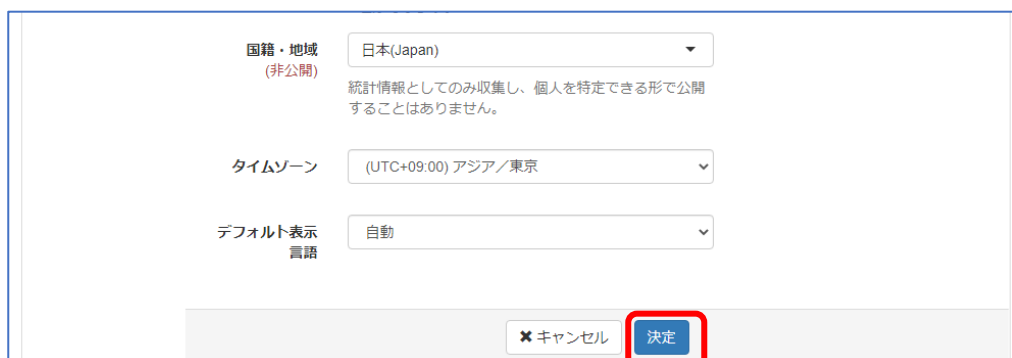 国籍・地域
日本(Japan)
(非公開)
統計情報としてのみ収集し、個人を特定できる形で公開
することはありません。
タイムゾーン
(UTC+09:00) アジア／東京
デフォルト表示
言語
自動
✖キャンセル
決定